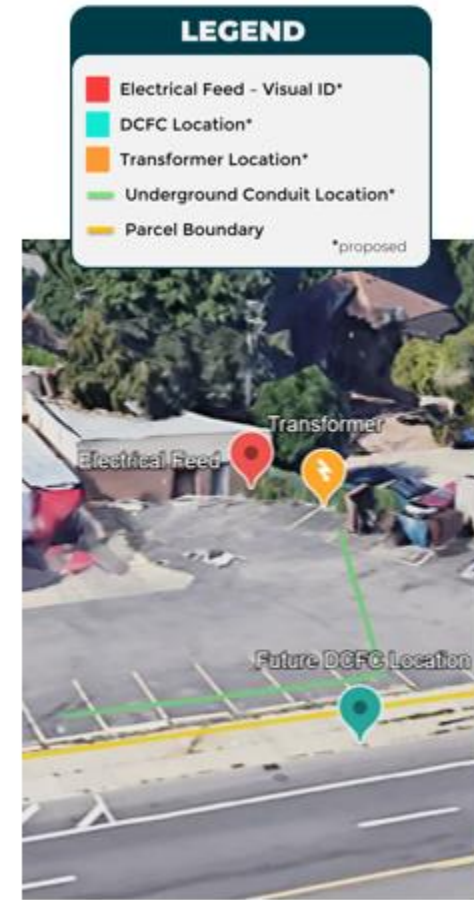 LEGEND
Electrical Feed - Visual ID*
DCFC Location*
Transformer Location*
Underground Conduit Location*
Parcel Boundary
*proposed
Transformer
Electrical Feed
Future DCFC Location